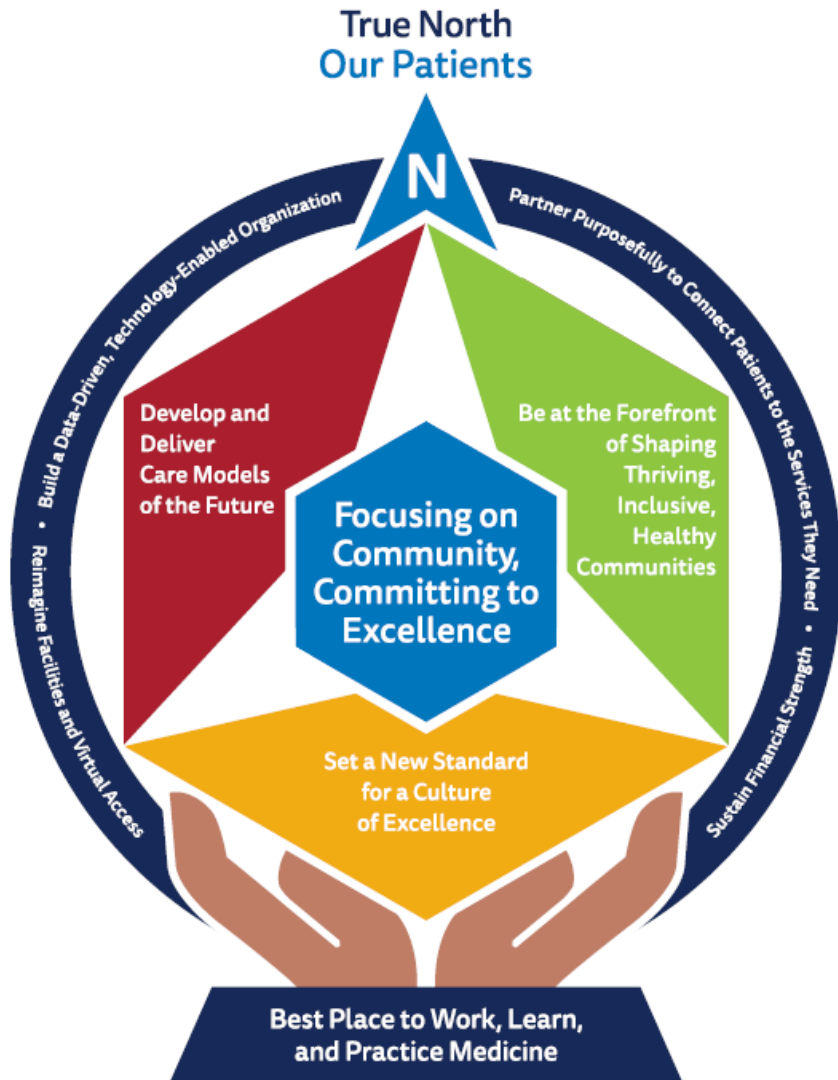 True North
Our Patients
N
Build a Data-Driven, Technology-Enabled Organization
•
Reimagine Facilities and Virtual Access
Partner Purposefully to Connect Patients to the Services They Need
•
Sustain Financial Strength
Develop and
Deliver
Care Models
of the Future
Be at the Forefront
of Shaping
Thriving,
Inclusive,
Healthy
Communities
Focusing on
Community,
Committing to
Excellence
Set a New Standard
for a Culture
of Excellence
Best Place to Work, Learn,
and Practice Medicine